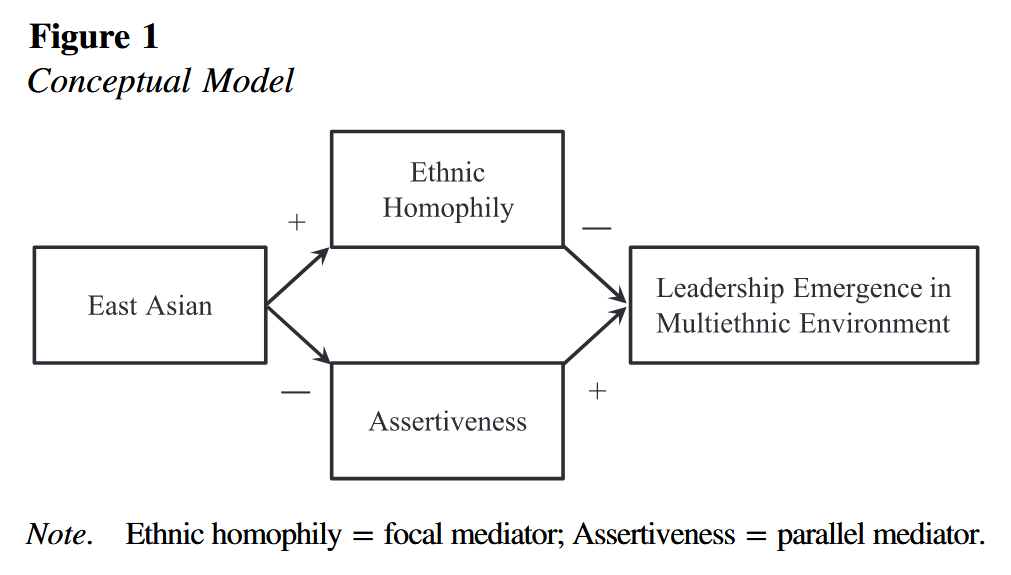 Figure 1
Conceptual Model
Ethnic
Homophily
+
—
East Asian
Leadership Emergence in
Multiethnic Environment
—
+
Assertiveness
Note. Ethnic homophily = focal mediator; Assertiveness = parallel mediator.